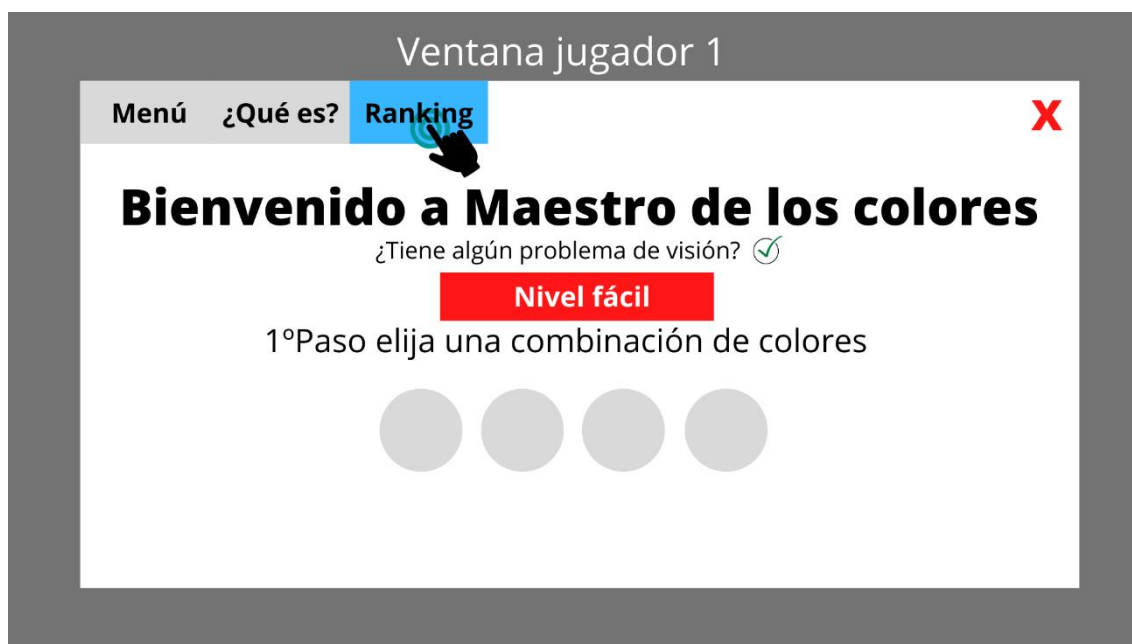 Ventana jugador 1
Menú ¿Qué es? Ranking X
Bienvenido a Maestro de los colores
¿Tiene algún problema de visión?
Nivel fácil
1ºPaso elija una combinación de colores